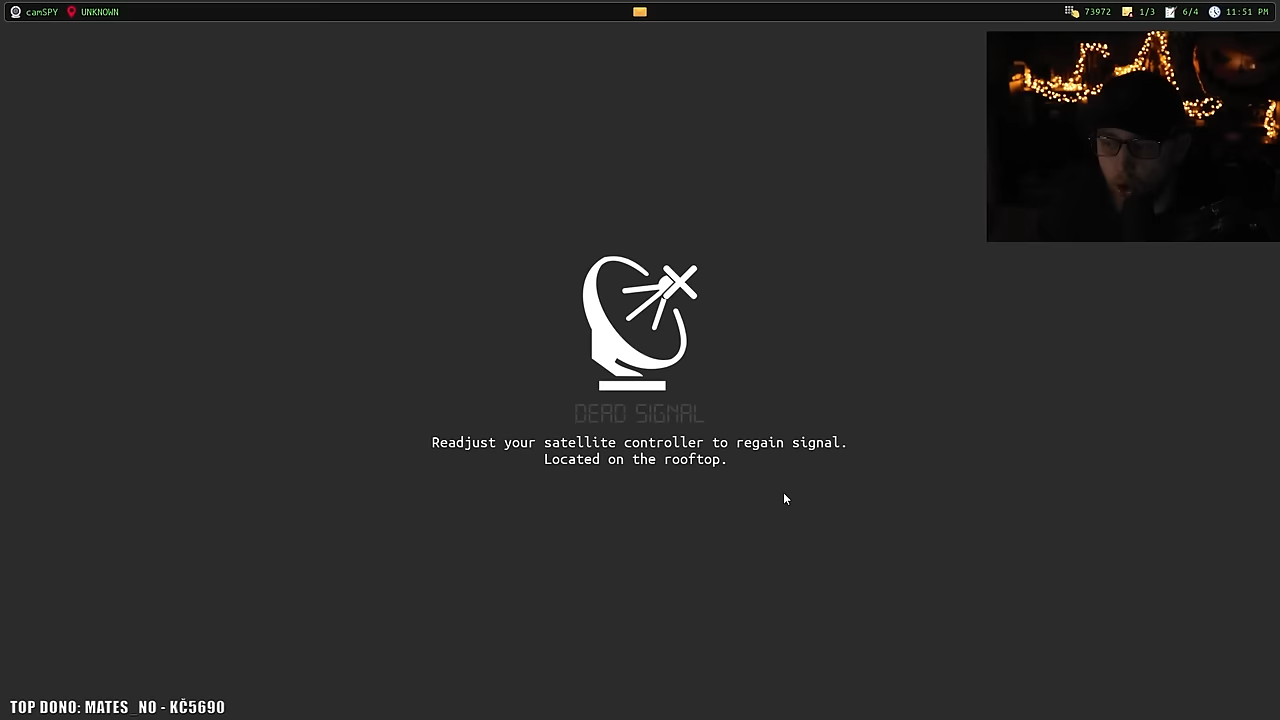 camSPY UNKNOWN 73972 1/3 6/4 11:51 PM
DEAD SIGNAL
Readjust your satellite controller to regain signal.
Located on the rooftop.
TOP DONO: MATES_NO - KČ5690